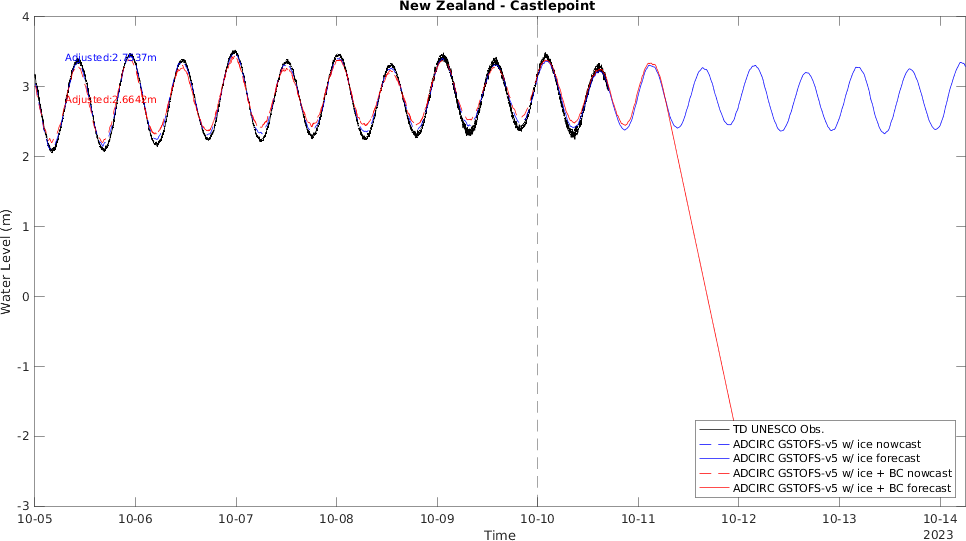 New Zealand - Castlepoint
4
3
2
1
0
-1
-2
-3
Water Level (m)
Adjusted:2.7537m
Adjusted:2.6642m
TD UNESCO Obs.
ADCIRC GSTOFS-v5 w/ ice nowcast
ADCIRC GSTOFS-v5 w/ ice forecast
ADCIRC GSTOFS-v5 w/ ice + BC nowcast
ADCIRC GSTOFS-v5 w/ ice + BC forecast
10-05 10-06 10-07 10-08 10-09 10-10 10-11 10-12 10-13 10-14
Time
2023